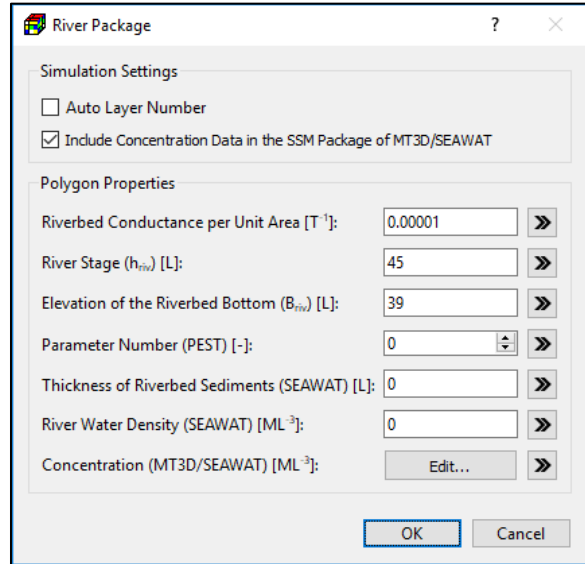 River Package ?
Simulation Settings
Auto Layer Number
Include Concentration Data in the SSM Package of MT3D/SEAWAT
Polygon Properties
Riverbed Conductance per Unit Area [T⁻¹]: 0.00001
River Stage (hᵣᵢᵥ) [L]: 45
Elevation of the Riverbed Bottom (Bᵣᵢᵥ) [L]: 39
Parameter Number (PEST) [-]: 0
Thickness of Riverbed Sediments (SEAWAT) [L]: 0
River Water Density (SEAWAT) [ML⁻³]: 0
Concentration (MT3D/SEAWAT) [ML⁻³]: Edit...
OK Cancel